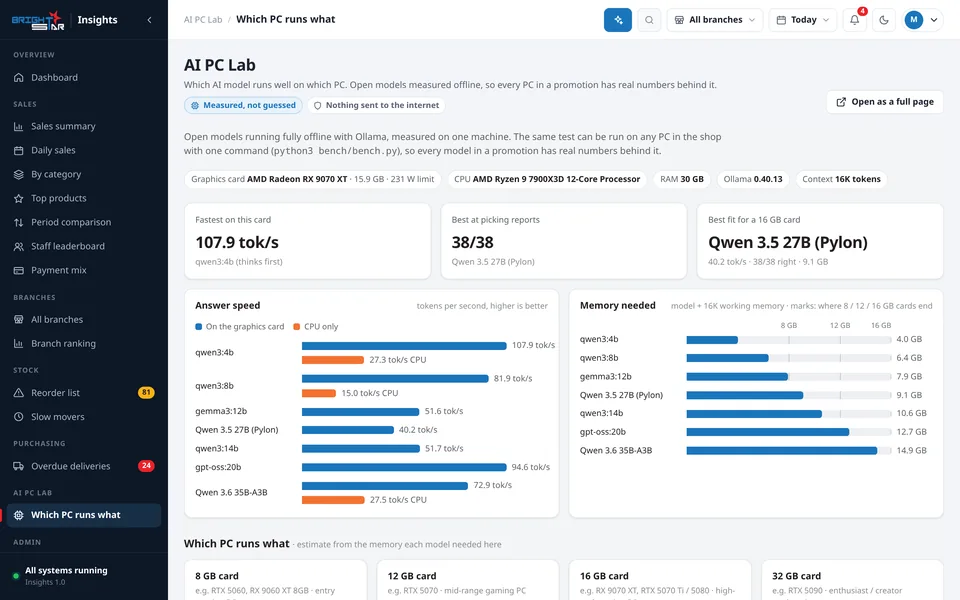 BRIGHT STAR Insights
OVERVIEW
Dashboard
SALES
Sales summary
Daily sales
By category
Top products
Period comparison
Staff leaderboard
Payment mix
BRANCHES
All branches
Branch ranking
STOCK
Reorder list 81
Slow movers
PURCHASING
Overdue deliveries 24
AI PC LAB
Which PC runs what
ADMIN
All systems running
Insights 1.0
AI PC Lab / Which PC runs what
All branches
Today
4
M
AI PC Lab
Which AI model runs well on which PC. Open models measured offline, so every PC in a promotion has real numbers behind it.
Measured, not guessed
Nothing sent to the internet
Open as a full page
Open models running fully offline with Ollama, measured on one machine. The same test can be run on any PC in the shop
with one command (python3 bench/bench.py), so every model in a promotion has real numbers behind it.
Graphics card AMD Radeon RX 9070 XT · 15.9 GB · 231 W limit
CPU AMD Ryzen 9 7900X3D 12-Core Processor
RAM 30 GB
Ollama 0.40.13
Context 16K tokens
Fastest on this card
107.9 tok/s
qwen3:4b (thinks first)
Best at picking reports
38/38
Qwen 3.5 27B (Pylon)
Best fit for a 16 GB card
Qwen 3.5 27B (Pylon)
40.2 tok/s · 38/38 right · 9.1 GB
Answer speed
tokens per second, higher is better
On the graphics card
CPU only
qwen3:4b
107.9 tok/s
27.3 tok/s CPU
qwen3:8b
81.9 tok/s
15.0 tok/s CPU
gemma3:12b
51.6 tok/s
Qwen 3.5 27B (Pylon)
40.2 tok/s
qwen3:14b
51.7 tok/s
gpt-oss:20b
94.6 tok/s
Qwen 3.6 35B-A3B
72.9 tok/s
27.5 tok/s CPU
Memory needed
model + 16K working memory · marks: where 8 / 12 / 16 GB cards end
8 GB
12 GB
16 GB
qwen3:4b
4.0 GB
qwen3:8b
6.4 GB
gemma3:12b
7.9 GB
Qwen 3.5 27B (Pylon)
9.1 GB
qwen3:14b
10.6 GB
gpt-oss:20b
12.7 GB
Qwen 3.6 35B-A3B
14.9 GB
Which PC runs what · estimate from the memory each model needed here
8 GB card
e.g. RTX 5060, RX 9060 XT 8GB · entry
12 GB card
e.g. RTX 5070 · mid-range gaming PC
16 GB card
e.g. RX 9070 XT, RTX 5070 Ti / 5080 · high-
32 GB card
e.g. RTX 5090 · enthusiast / creator